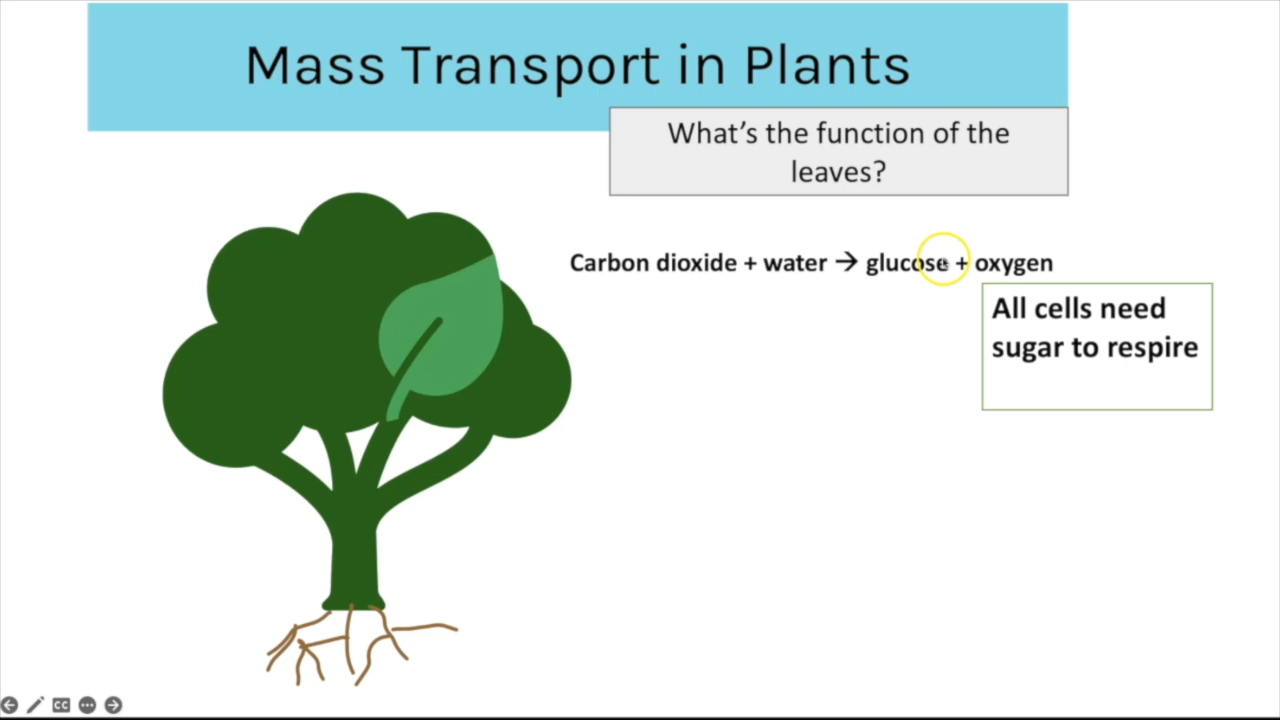 Mass Transport in Plants
What's the function of the
leaves?
Carbon dioxide + water → glucose + oxygen
All cells need
sugar to respire
CC